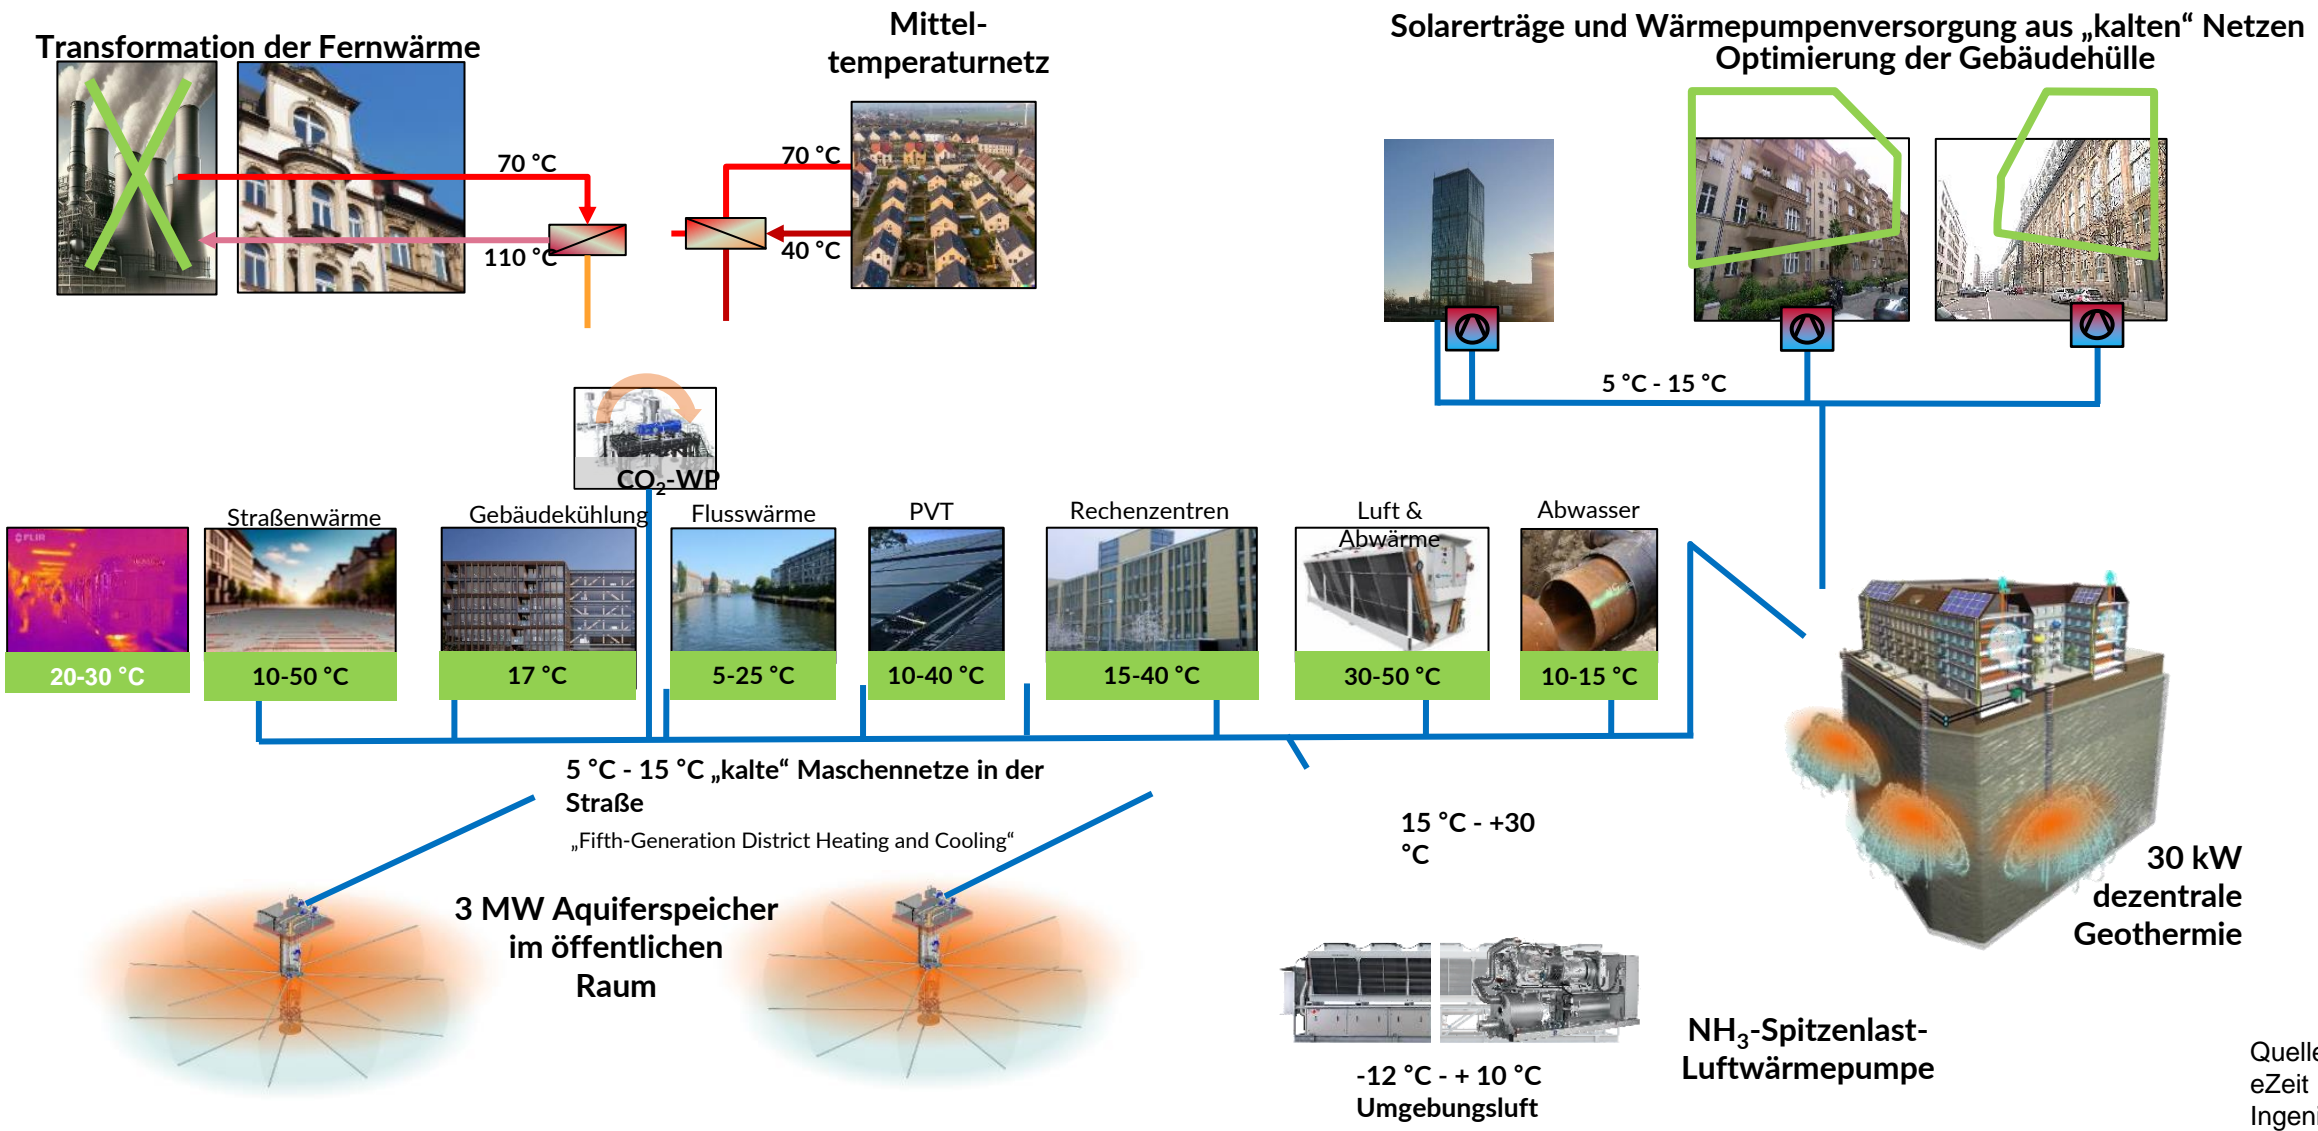 Transformation der Fernwärme
Mittel-
temperaturnetz
Solarerträge und Wärmepumpenversorgung aus „kalten“ Netzen
Optimierung der Gebäudehülle
70 °C
110 °C
70 °C
40 °C
5 °C - 15 °C
CO₂-WP
FLIR
Straßenwärme
Gebäudekühlung
Flusswärme
PVT
Rechenzentren
Luft &
Abwärme
Abwasser
20-30 °C
10-50 °C
17 °C
5-25 °C
10-40 °C
15-40 °C
30-50 °C
10-15 °C
5 °C - 15 °C „kalte“ Maschennetze in der
Straße
„Fifth-Generation District Heating and Cooling“
15 °C - +30
°C
3 MW Aquiferspeicher
im öffentlichen
Raum
30 kW
dezentrale
Geothermie
NH₃-Spitzenlast-
Luftwärmepumpe
-12 °C - + 10 °C
Umgebungsluft
Quelle
eZeit
Ingeni